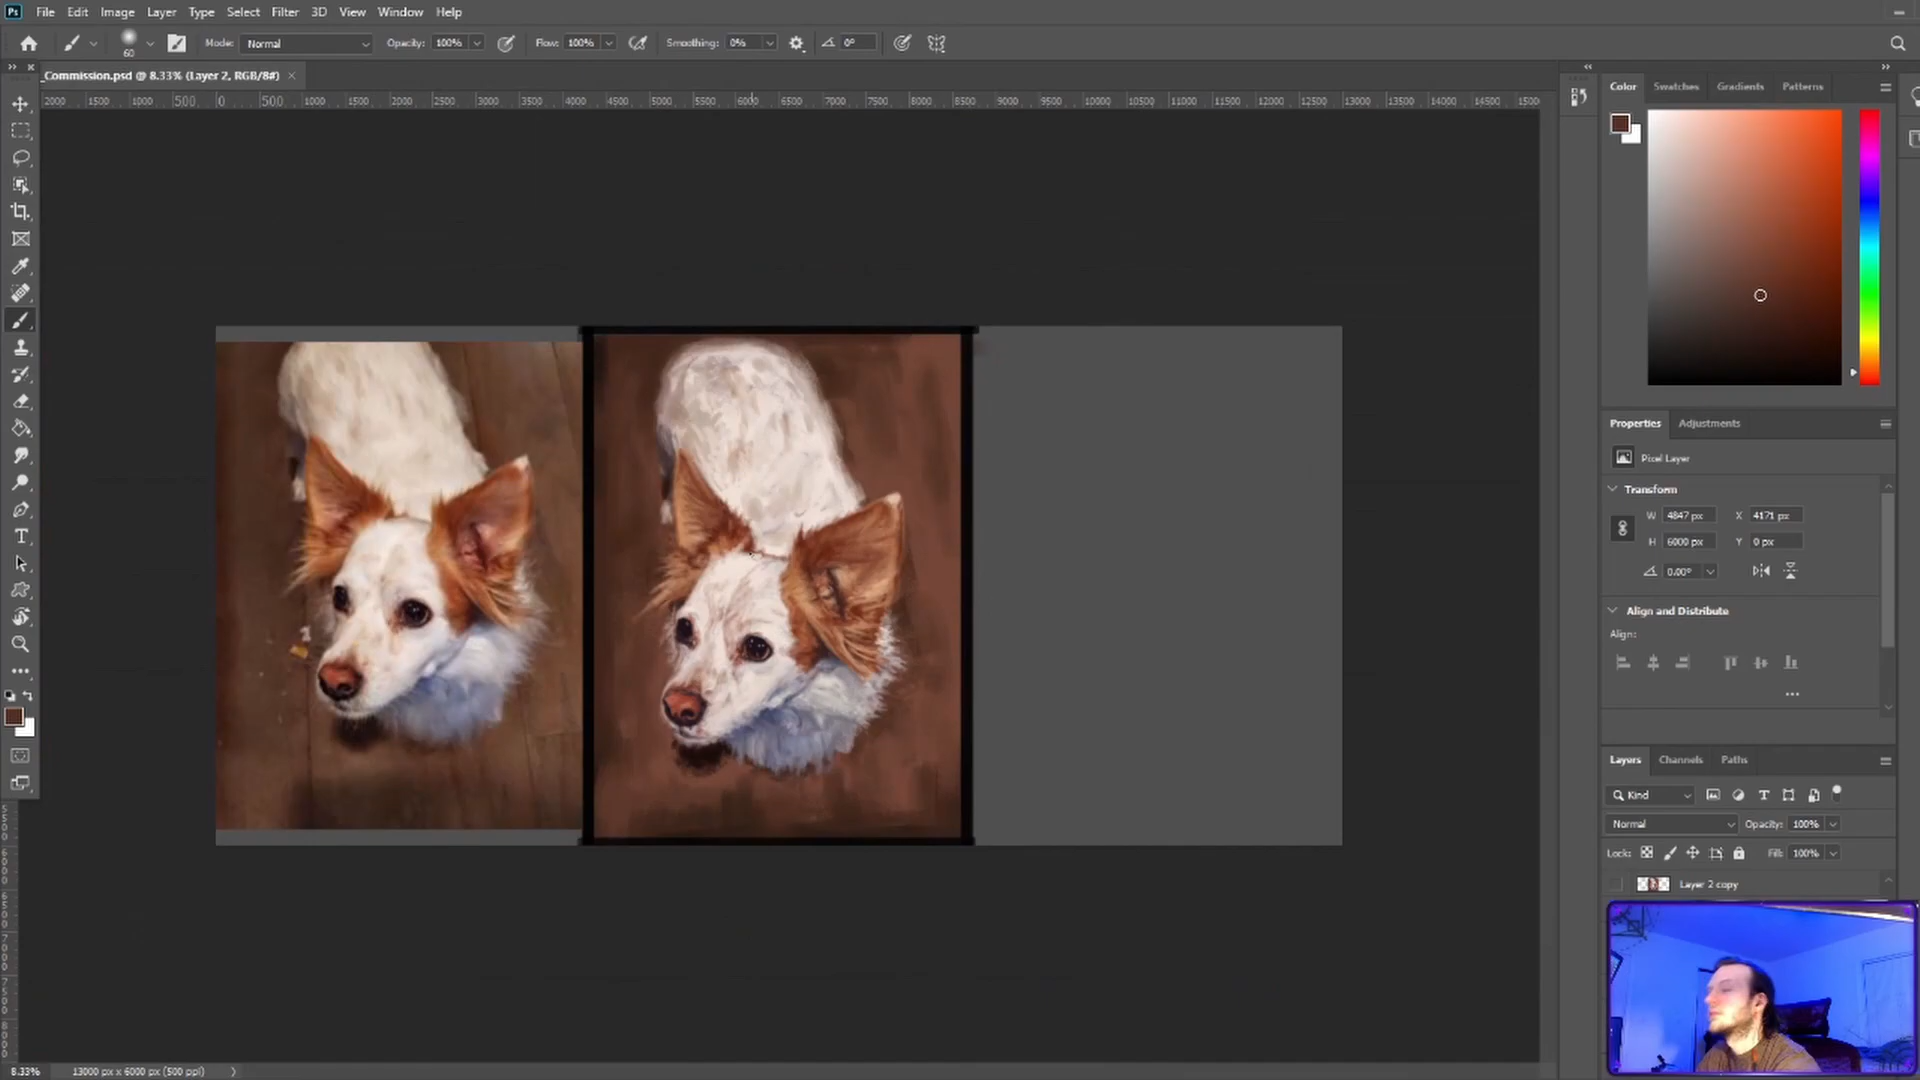 Ps File Edit Image Layer Type Select Filter 3D View Window Help
60 Mode: Normal Opacity: 100% Flow: 100% Smoothing: 0% 0°
_Commission.psd @ 8.33% (Layer 2, RGB/8#)
2000 1500 1000 500 0 500 1000 1500 2000 2500 3000 3500 4000 4500 5000 5500 6000 6500 7000 7500 8000 8500 9000 9500 10000 10500 11000 11500 12000 12500 13000 13500 14000 14500 1500
Color Swatches Gradients Patterns
Properties Adjustments
Pixel Layer
Transform
W 4847 px X 4171 px
H 6000 px Y 0 px
0.00°
Align and Distribute
Align:
Layers Channels Paths
Kind
Normal Opacity: 100%
Lock: Fill: 100%
Layer 2 copy
8.33% 13000 px x 6000 px (500 ppi)